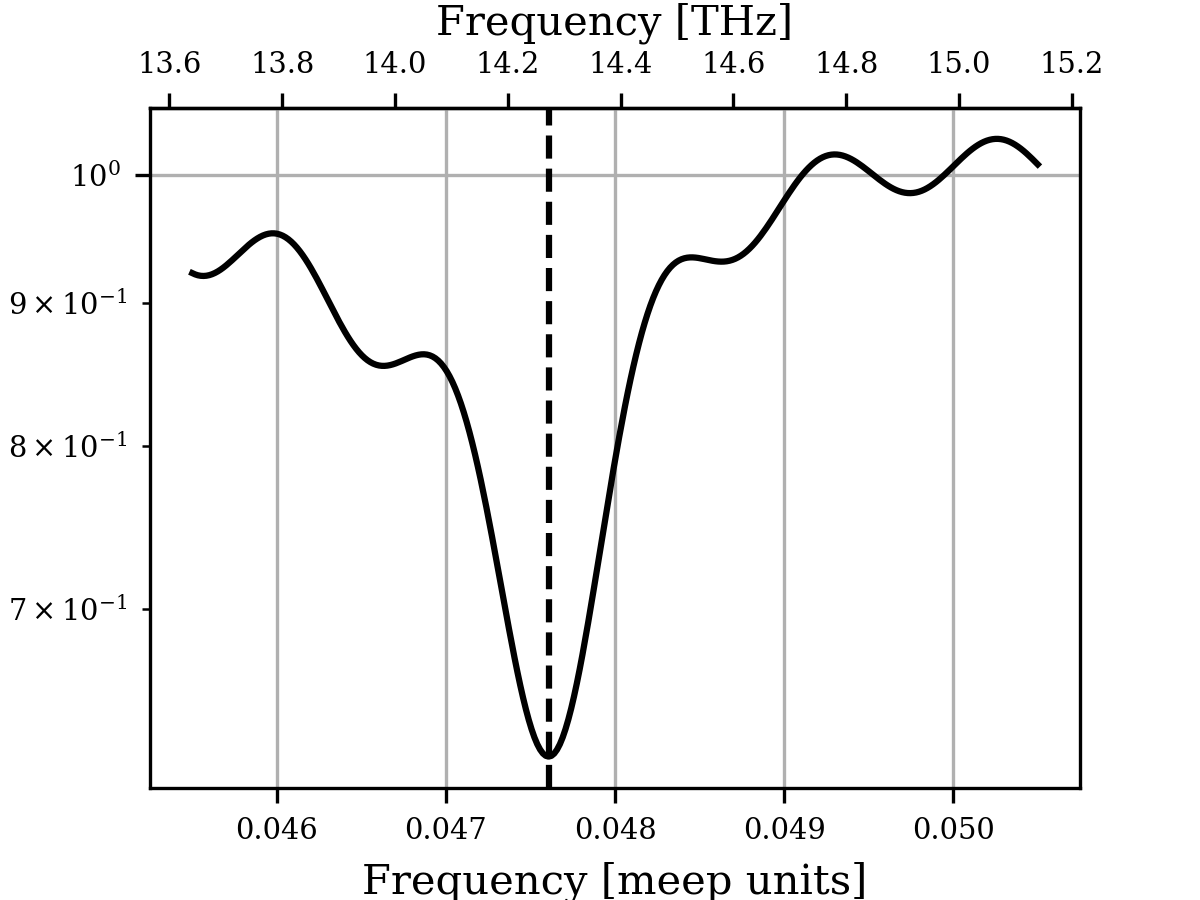 Frequency [THz]
13.6 13.8 14.0 14.2 14.4 14.6 14.8 15.0 15.2
10⁰
9 × 10⁻¹
8 × 10⁻¹
7 × 10⁻¹
0.046 0.047 0.048 0.049 0.050
Frequency [meep units]